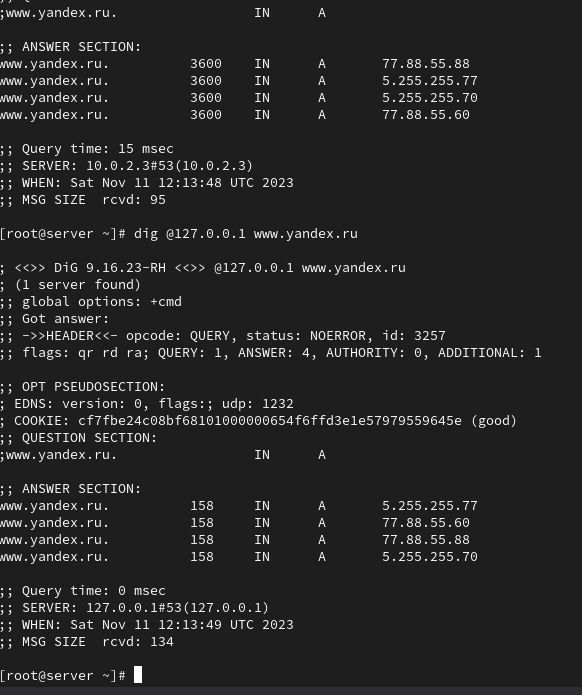 ;www.yandex.ru. IN A
;; ANSWER SECTION:
www.yandex.ru. 3600 IN A 77.88.55.88
www.yandex.ru. 3600 IN A 5.255.255.77
www.yandex.ru. 3600 IN A 5.255.255.70
www.yandex.ru. 3600 IN A 77.88.55.60
;; Query time: 15 msec
;; SERVER: 10.0.2.3#53(10.0.2.3)
;; WHEN: Sat Nov 11 12:13:48 UTC 2023
;; MSG SIZE rcvd: 95
[root@server ~]# dig @127.0.0.1 www.yandex.ru
; <<>> DiG 9.16.23-RH <<>> @127.0.0.1 www.yandex.ru
; (1 server found)
;; global options: +cmd
;; Got answer:
;; ->>HEADER<<- opcode: QUERY, status: NOERROR, id: 3257
;; flags: qr rd ra; QUERY: 1, ANSWER: 4, AUTHORITY: 0, ADDITIONAL: 1
;; OPT PSEUDOSECTION:
; EDNS: version: 0, flags:; udp: 1232
; COOKIE: cf7fbe24c08bf68101000000654f6ffd3e1e57979559645e (good)
;; QUESTION SECTION:
;www.yandex.ru. IN A
;; ANSWER SECTION:
www.yandex.ru. 158 IN A 5.255.255.77
www.yandex.ru. 158 IN A 77.88.55.60
www.yandex.ru. 158 IN A 77.88.55.88
www.yandex.ru. 158 IN A 5.255.255.70
;; Query time: 0 msec
;; SERVER: 127.0.0.1#53(127.0.0.1)
;; WHEN: Sat Nov 11 12:13:49 UTC 2023
;; MSG SIZE rcvd: 134
[root@server ~]#